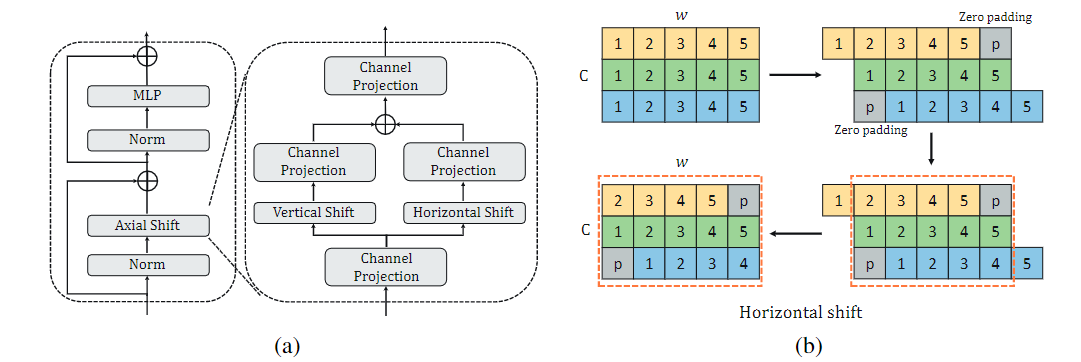 MLP
Norm
Axial Shift
Norm
Channel
Projection
Channel
Projection
Channel
Projection
Vertical Shift
Horizontal Shift
Channel
Projection
(a)
w
Zero padding
C
1 2 3 4 5
1 2 3 4 5
1 2 3 4 5
1 2 3 4 5 p
1 2 3 4 5
p 1 2 3 4 5
Zero padding
w
C
2 3 4 5 p
1 2 3 4 5
p 1 2 3 4
1 2 3 4 5 p
1 2 3 4 5
p 1 2 3 4 5
Horizontal shift
(b)